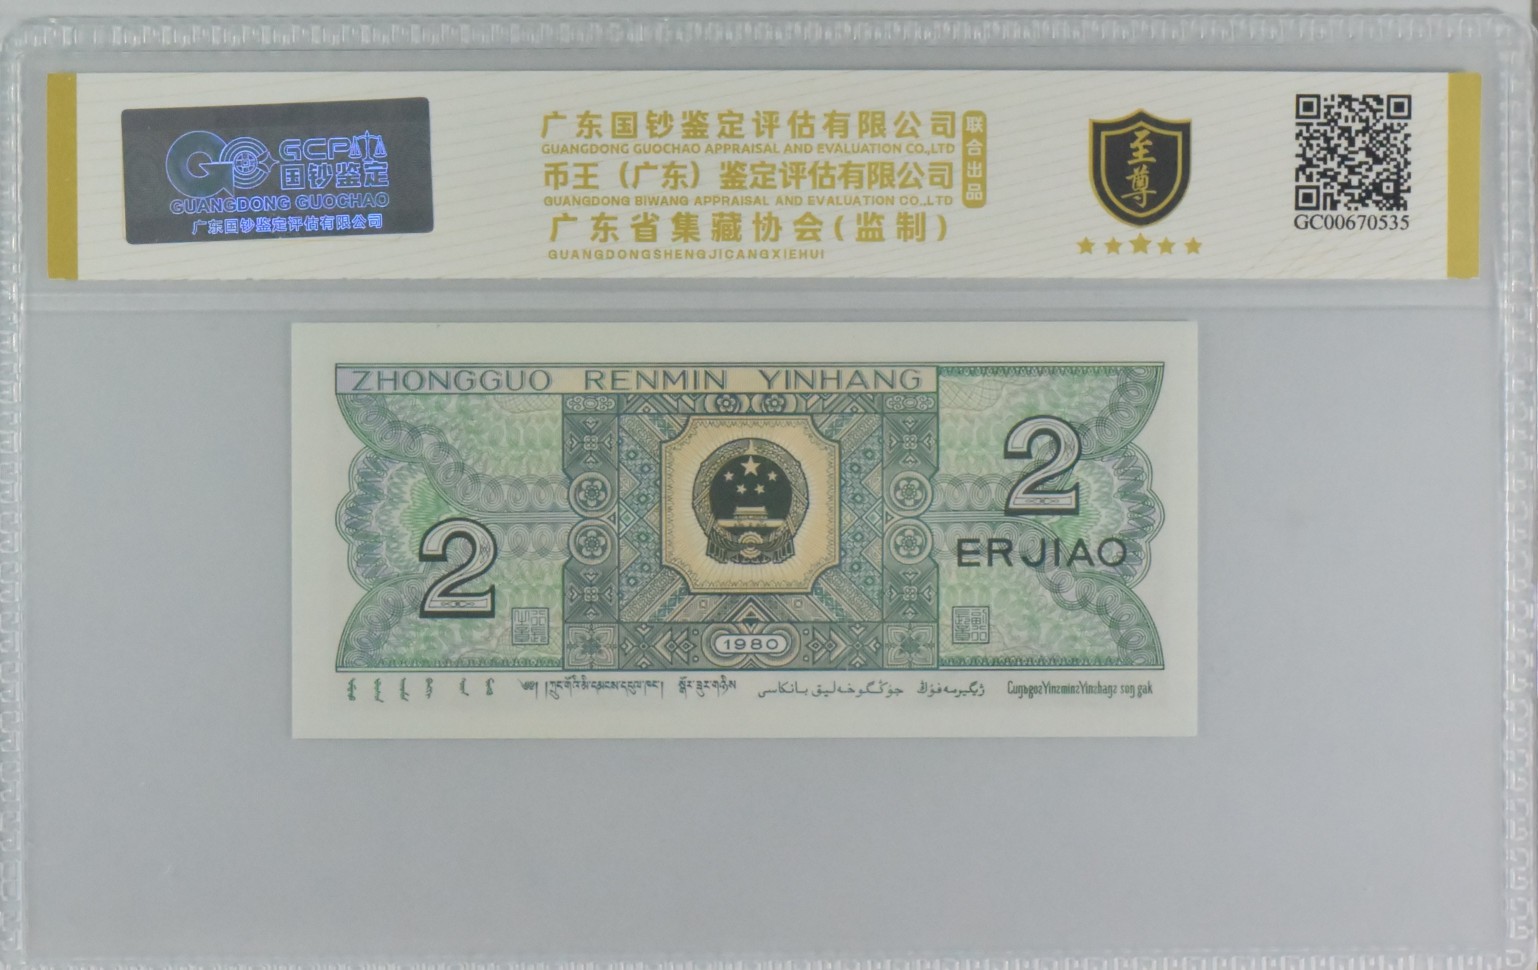 GCP
国钞鉴定
GUANGDONG GUOCHAO
广东国钞鉴定评估有限公司
广东国钞鉴定评估有限公司
GUANGDONG GUOCHAO APPRAISAL AND EVALUATION CO.,LTD
币王（广东）鉴定评估有限公司
GUANGDONG BIWANG APPRAISAL AND EVALUATION CO.,LTD
广东省集藏协会(监制)
GUANGDONGSHENGJICANGXIEHUI
联合出品
至尊
GC00670535
ZHONGGUO RENMIN YINHANG
2
2
ERJIAO
1980